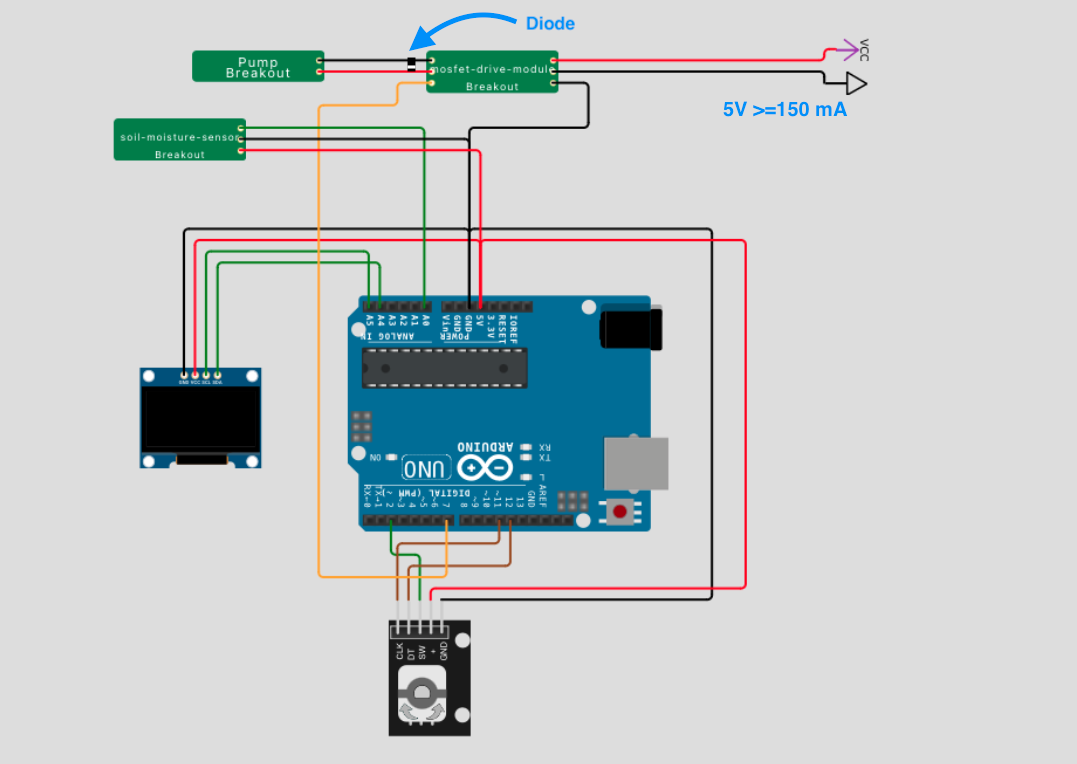 Diode
VCC
Pump
Breakout
mosfet-drive-module
Breakout
5V >=150 mA
soil-moisture-sensor
Breakout
A5
A4
A3
A2
A1
A0
Vin
GND
GND
5V
3.3V
RESET
IOREF
ANALOG IN
POWER
GND VCC SCL SDA
ARDUINO
UNO
ON
RX
TX
L
RX←0
TX→1
2
~3
4
~5
~6
7
8
~9
~10
~11
12
13
GND
AREF
DIGITAL (PWM ~)
CLK
DT
SW
+
GND